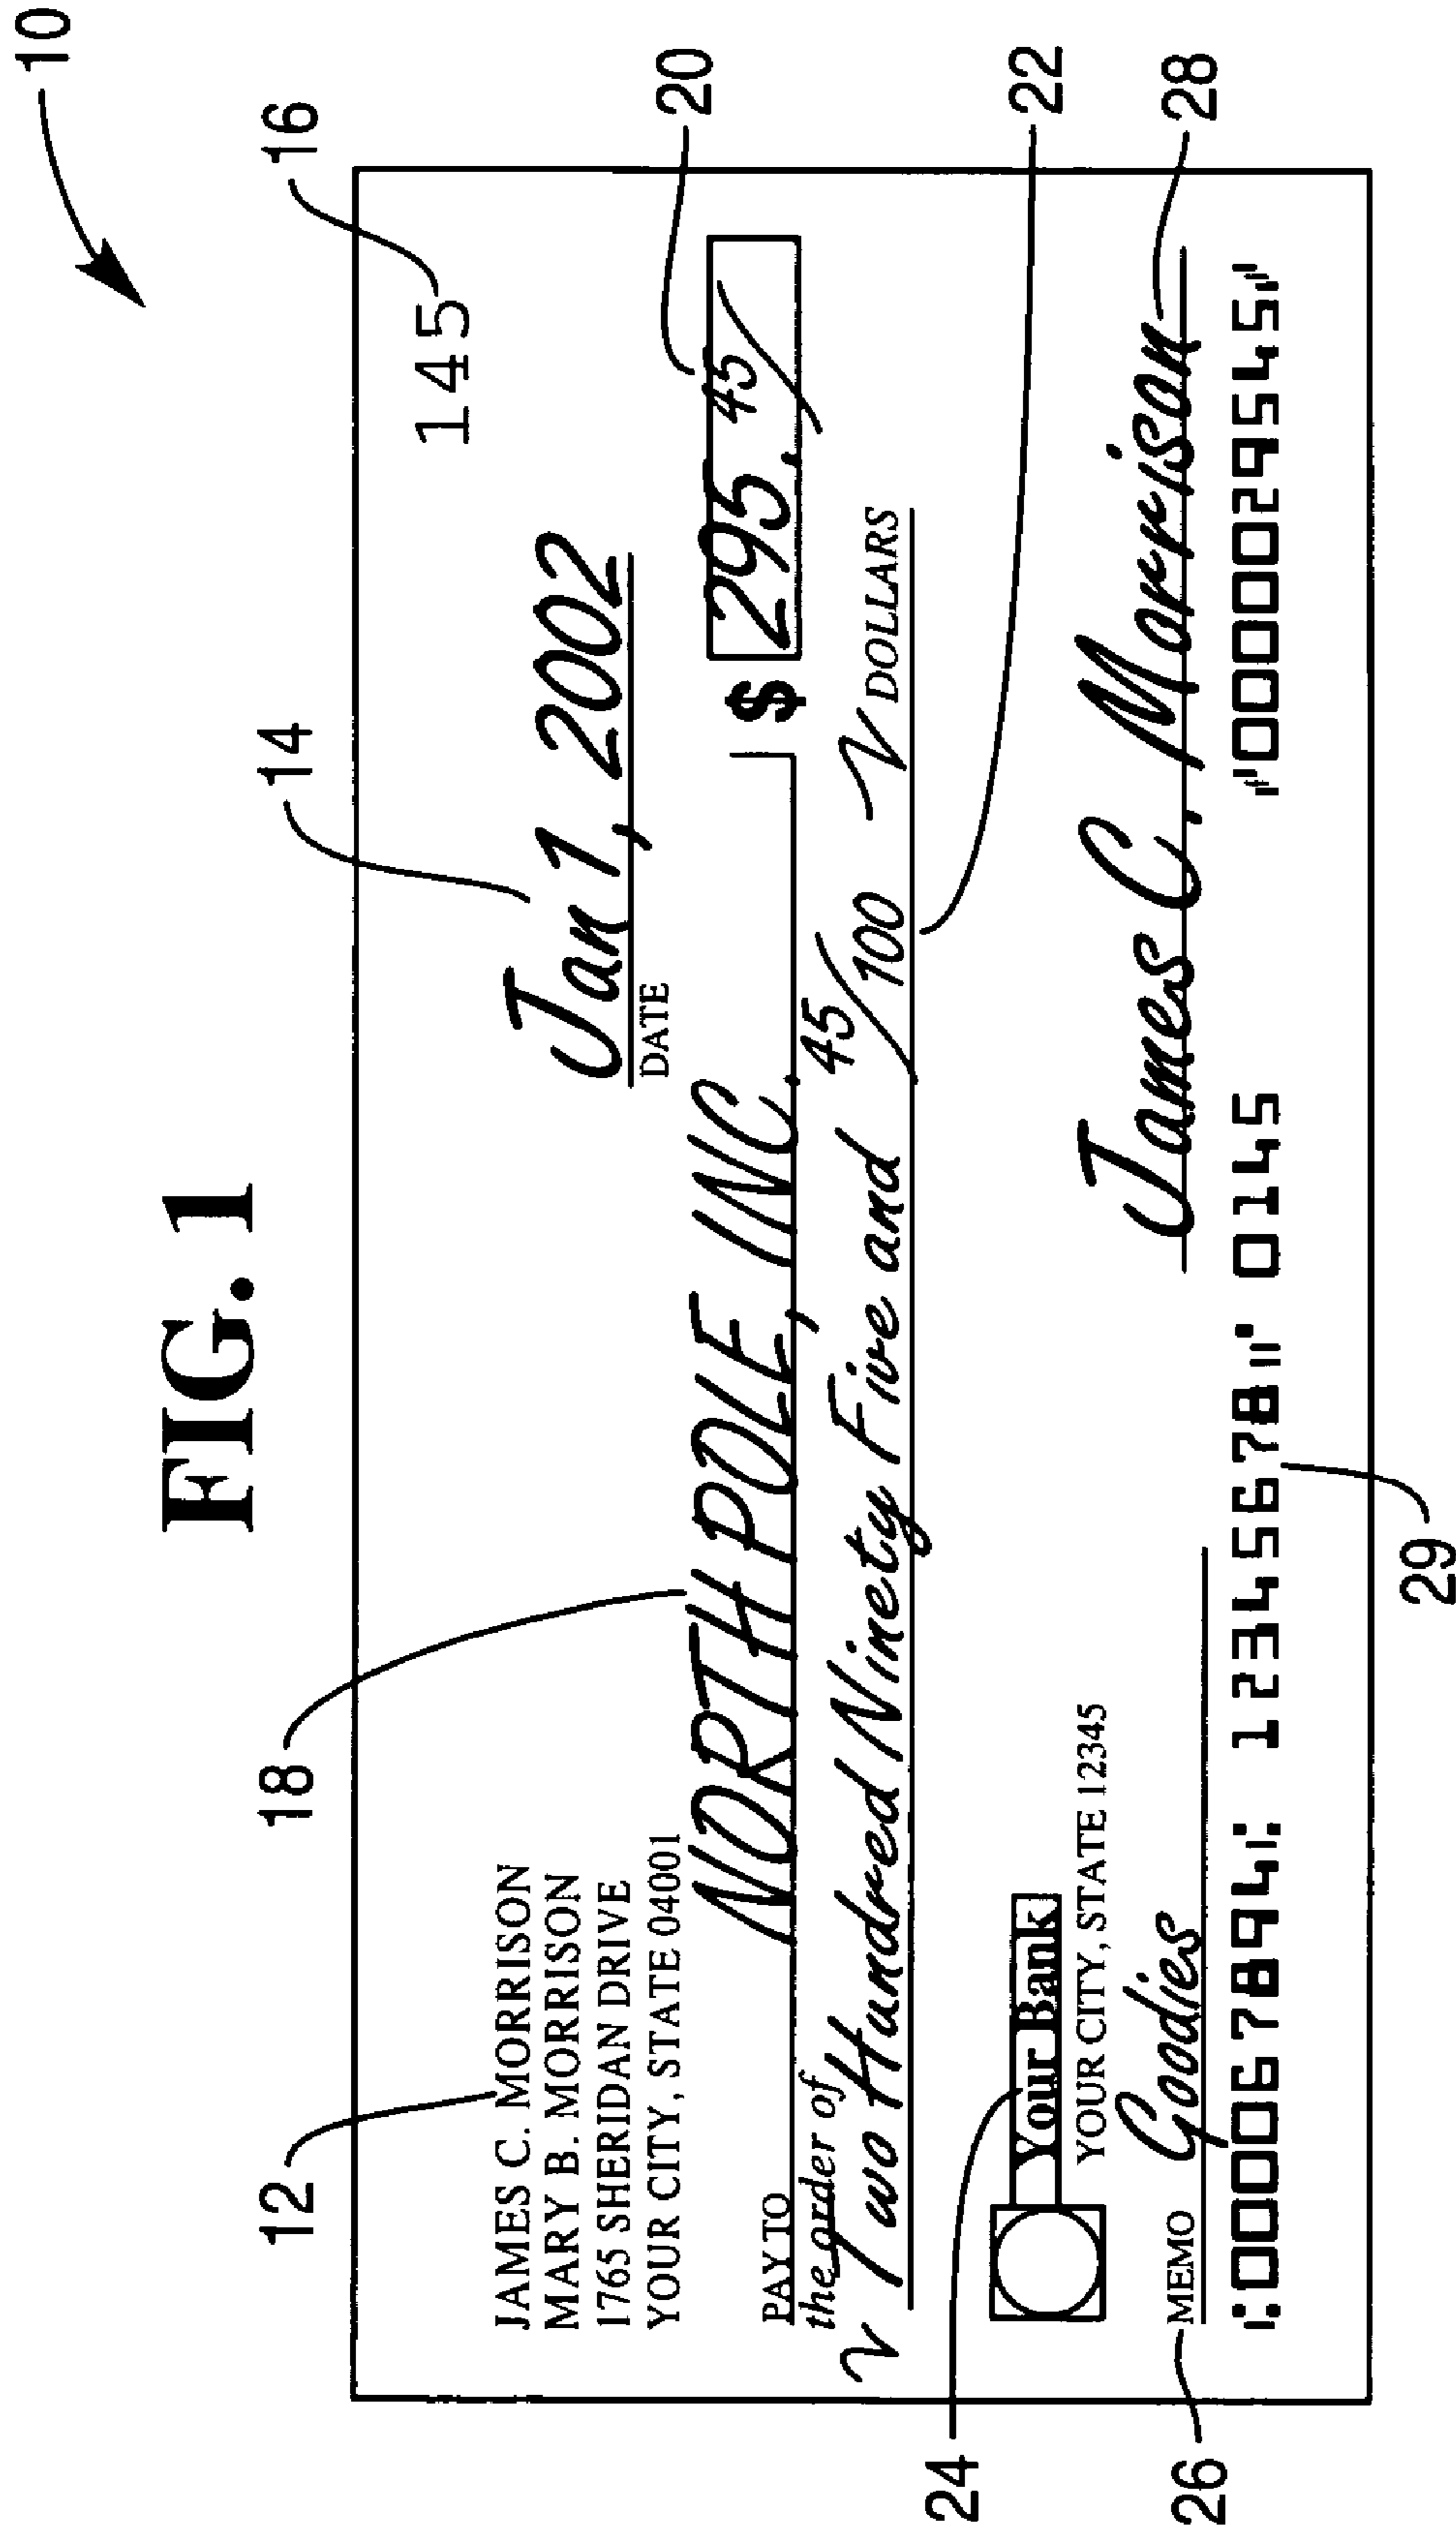 FIG. 1
10
12
18
14
16
145
JAMES C. MORRISON
MARY B. MORRISON
1765 SHERIDAN DRIVE
YOUR CITY, STATE 04001
Jan 1, 2002
DATE
20
PAY TO
the order of
NORTH POLE, INC.
$ 295.45/
Two Hundred Ninety Five and 45/100
DOLLARS
22
24
Your Bank
YOUR CITY, STATE 12345
26
MEMO Goodies
James C. Morrison
28
⑆00067894⑆ 12345678⑈ 0145 ⑇0000029545⑇
29